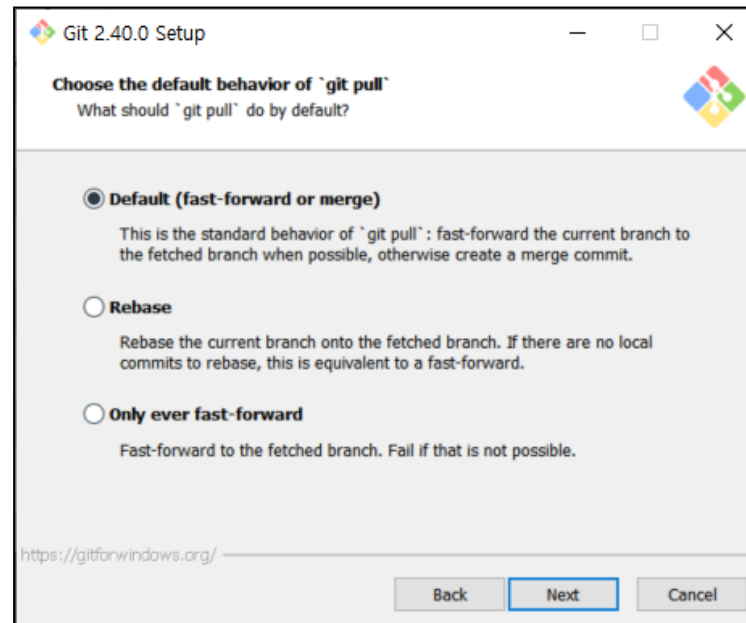 Git 2.40.0 Setup
Choose the default behavior of `git pull`
What should `git pull` do by default?
Default (fast-forward or merge)
This is the standard behavior of `git pull`: fast-forward the current branch to
the fetched branch when possible, otherwise create a merge commit.
Rebase
Rebase the current branch onto the fetched branch. If there are no local
commits to rebase, this is equivalent to a fast-forward.
Only ever fast-forward
Fast-forward to the fetched branch. Fail if that is not possible.
https://gitforwindows.org/
Back Next Cancel